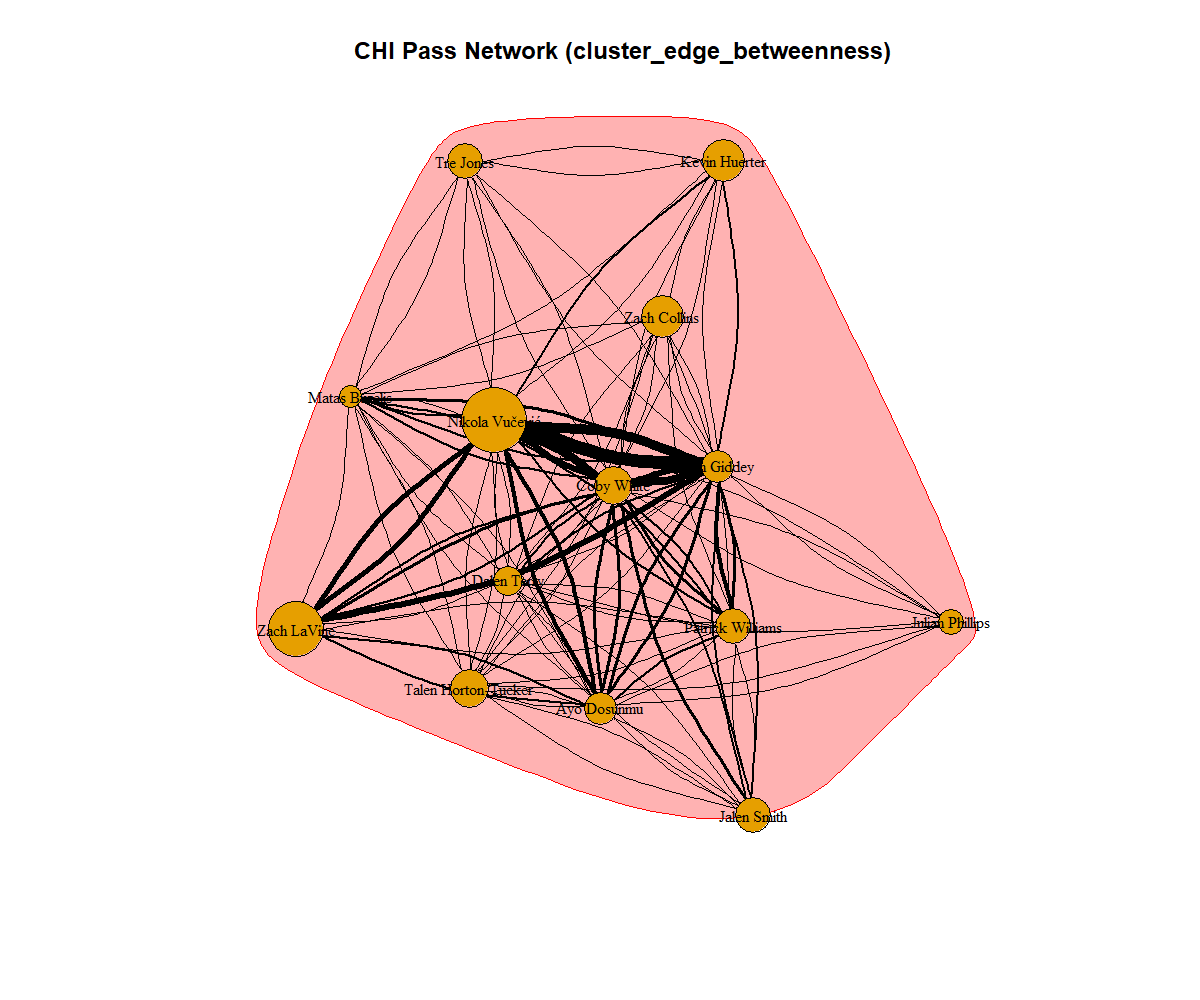 CHI Pass Network (cluster_edge_betweenness)
Tre Jones
Kevin Huerter
Zach Collins
Matas Buzelis
Nikola Vučević
Giddey
Coby White
Dalen Terry
Zach LaVine
Patrick Williams
Julian Phillips
Talen Horton-Tucker
Ayo Dosunmu
Jalen Smith